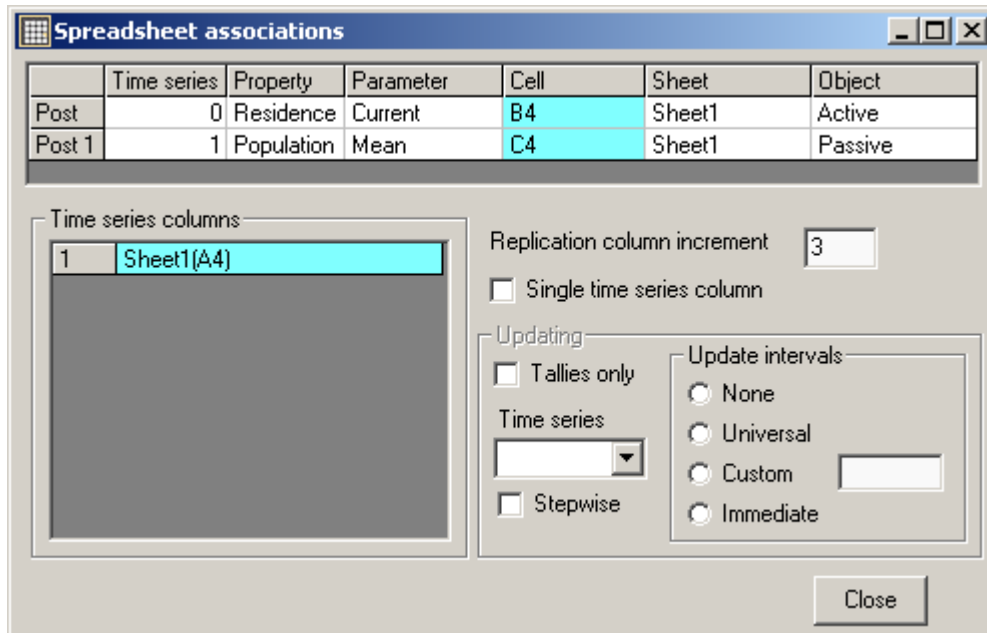 Spreadsheet associations
Time series Property Parameter Cell Sheet Object
Post 0 Residence Current B4 Sheet1 Active
Post 1 1 Population Mean C4 Sheet1 Passive
Time series columns
1 Sheet1(A4)
Replication column increment 3
Single time series column
Updating
Tallies only
Time series
Stepwise
Update intervals
None
Universal
Custom
Immediate
Close